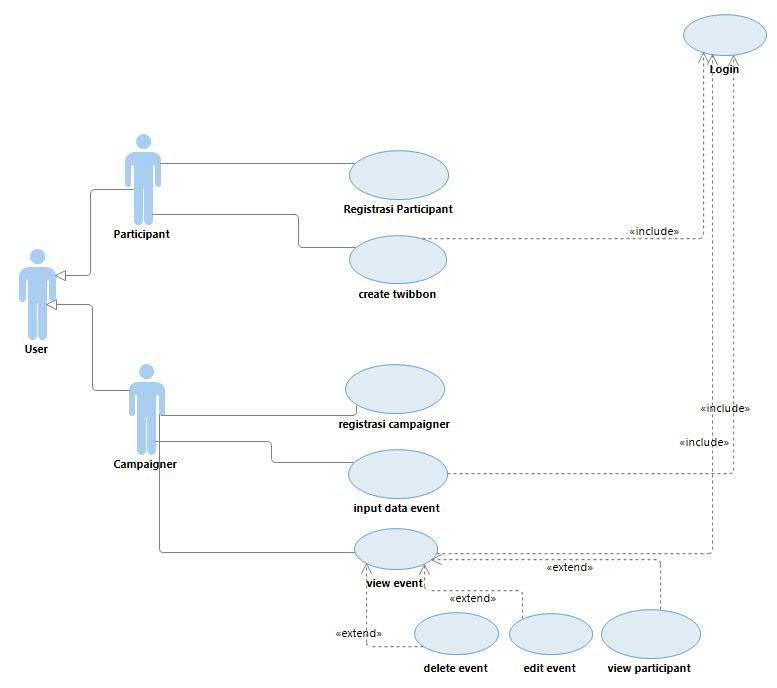 Login
Participant
Registrasi Participant
«include»
create twibbon
User
«include»
registrasi campaigner
«include»
Campaigner
input data event
«extend»
view event
«extend»
«extend»
delete event
edit event
view participant